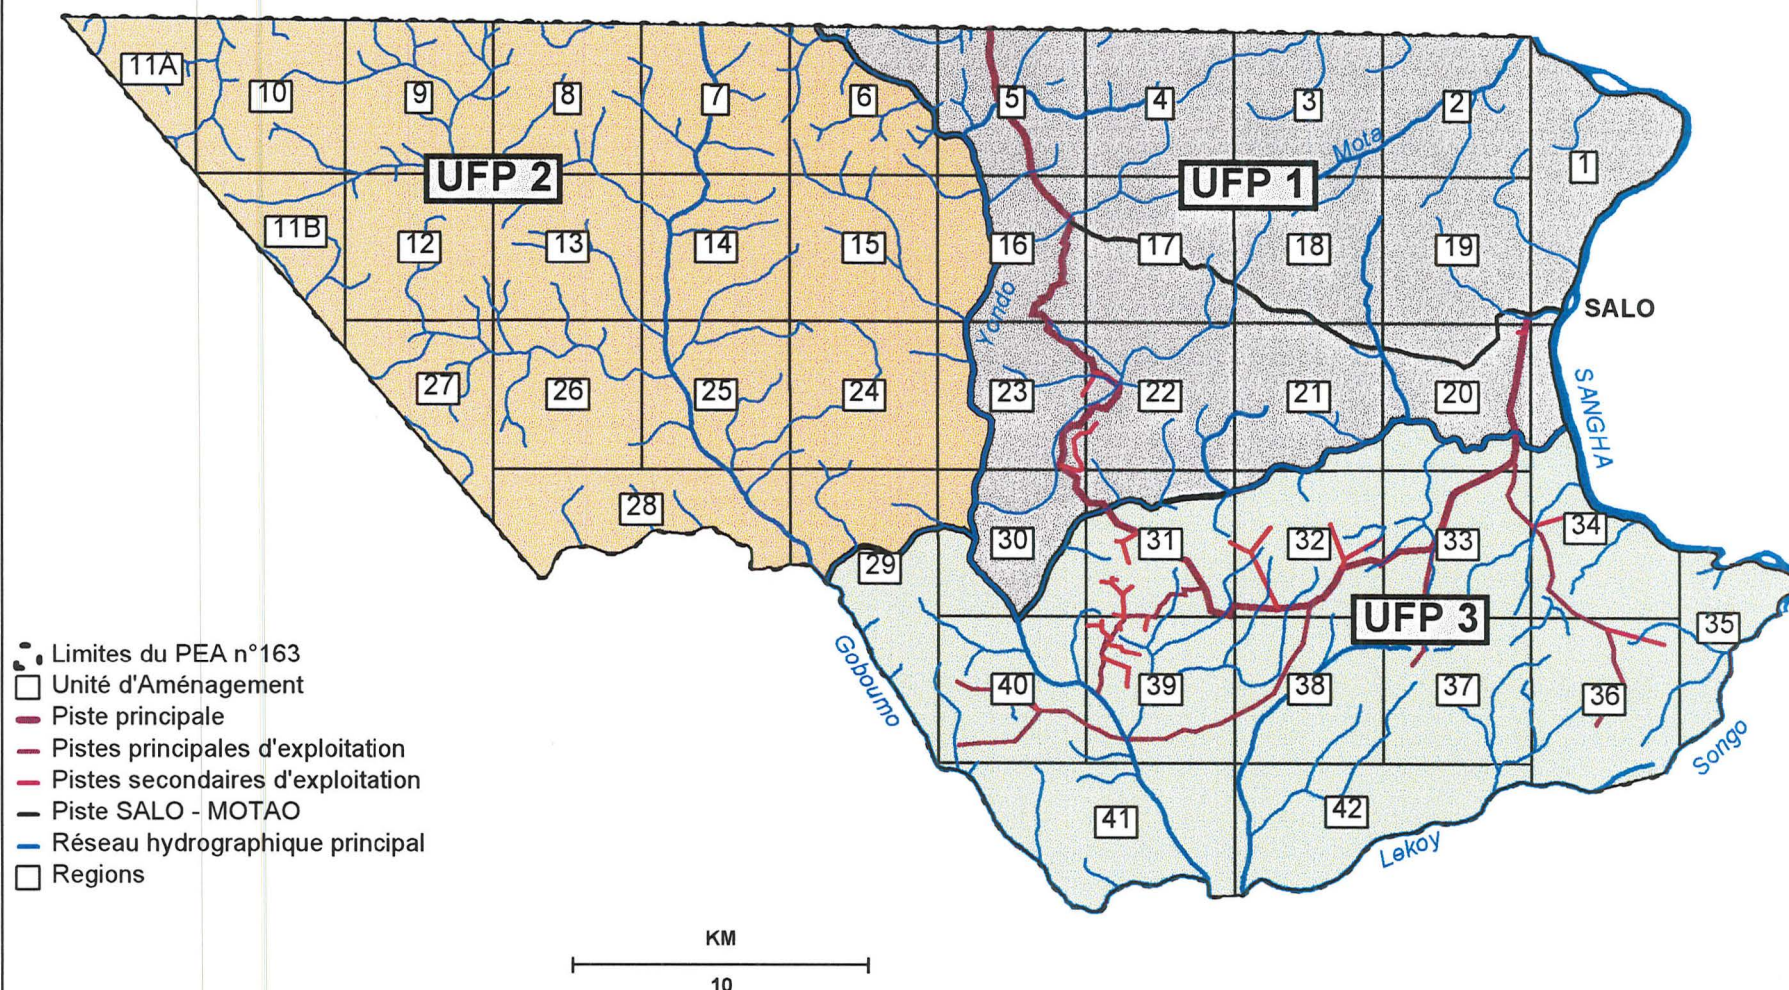 11A
10
9
8
7
6
5
4
3
2
1
Mota
UFP 2
UFP 1
11B
12
13
14
15
16
17
18
19
Yondo
SALO
27
26
25
24
23
22
21
20
SANGHA
28
29
30
31
32
33
34
UFP 3
35
Goboumo
40
39
38
37
36
Songo
41
42
Lekoy
Limites du PEA n°163
Unité d'Aménagement
Piste principale
Pistes principales d'exploitation
Pistes secondaires d'exploitation
Piste SALO - MOTAO
Réseau hydrographique principal
Regions
KM
10